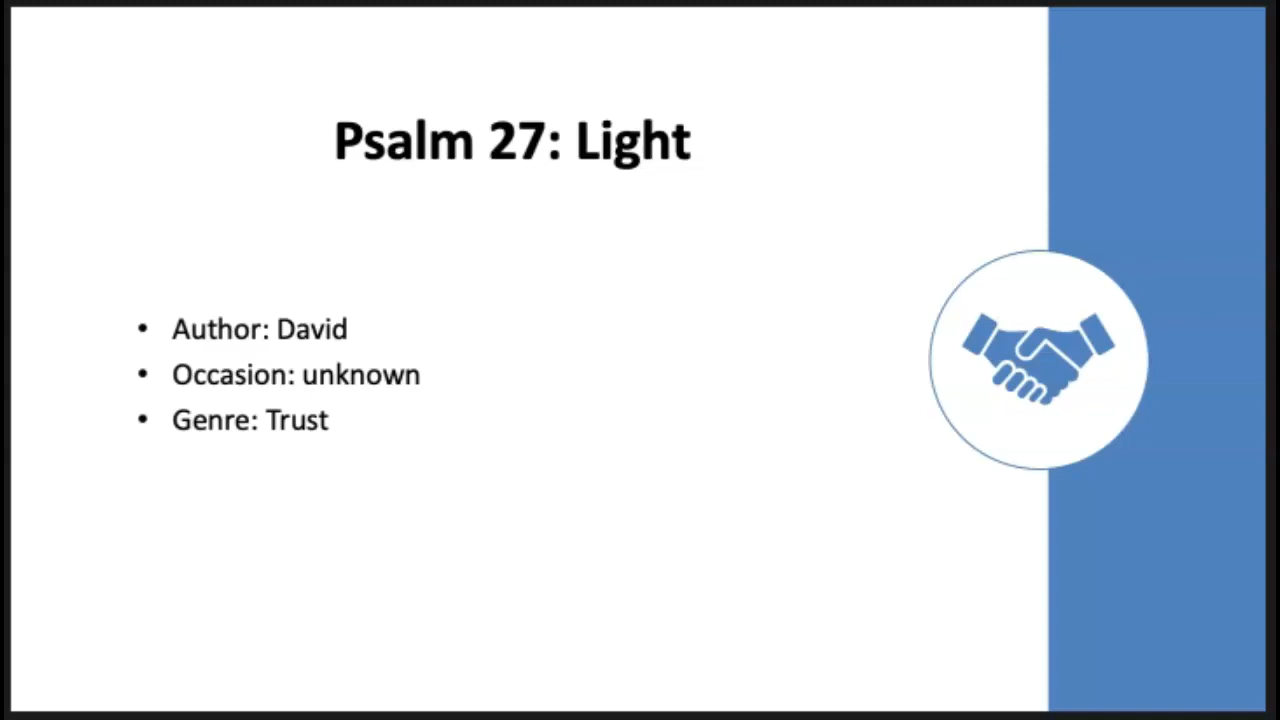 Psalm 27: Light
• Author: David
• Occasion: unknown
• Genre: Trust